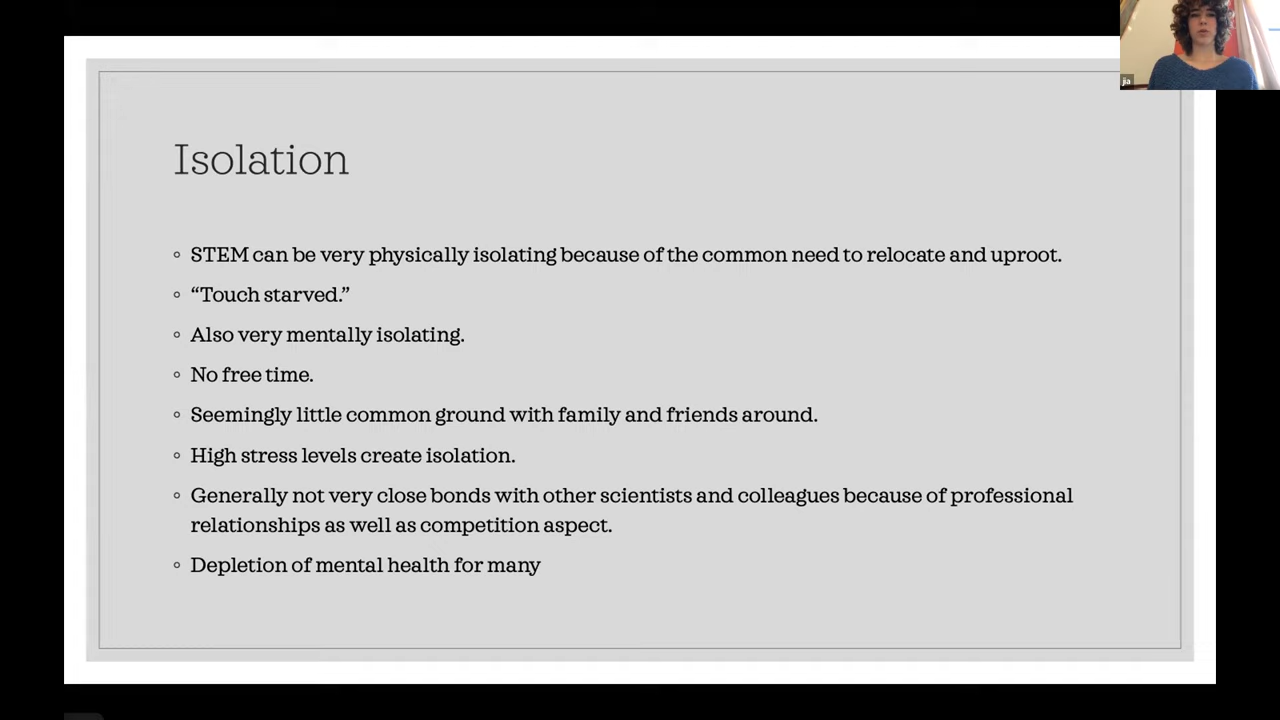 jia
Isolation
STEM can be very physically isolating because of the common need to relocate and uproot.
“Touch starved.”
Also very mentally isolating.
No free time.
Seemingly little common ground with family and friends around.
High stress levels create isolation.
Generally not very close bonds with other scientists and colleagues because of professional
relationships as well as competition aspect.
Depletion of mental health for many